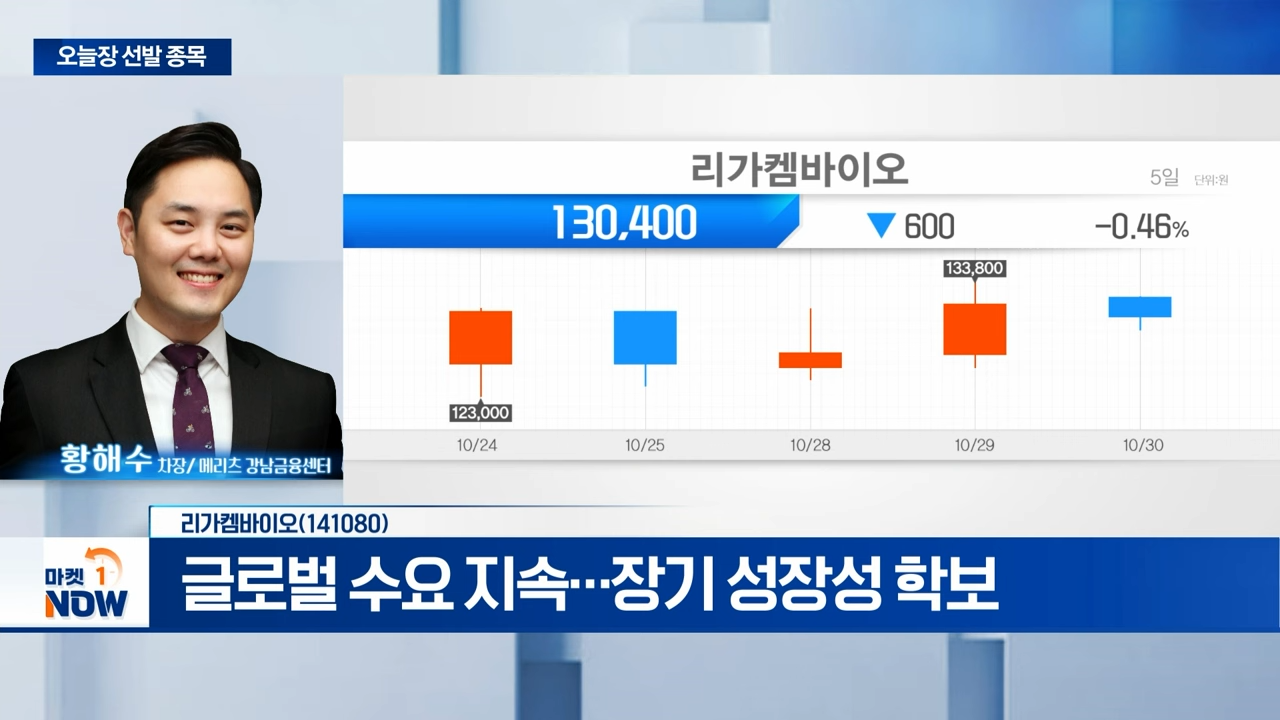 오늘장 선발 종목
리가켐바이오
5일 단위:원
130,400 ▼ 600 -0.46%
133,800
123,000
10/24 10/25 10/28 10/29 10/30
황해수 차장/ 메리츠 강남금융센터
리가켐바이오(141080)
글로벌 수요 지속…장기 성장성 학보
마켓 1
NOW